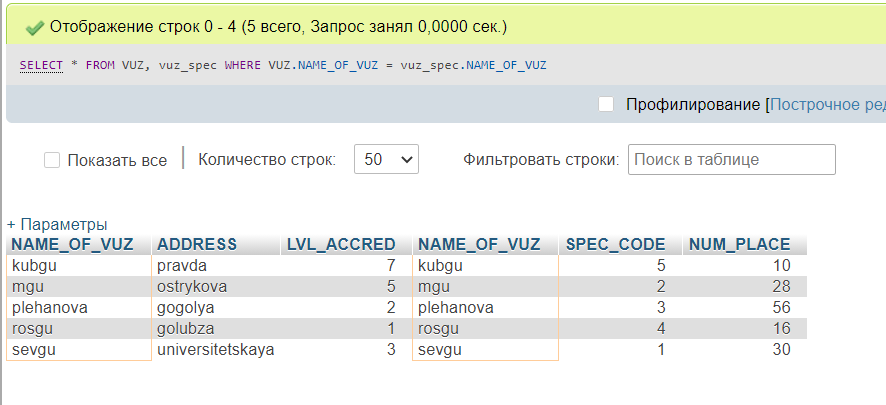 Отображение строк 0 - 4 (5 всего, Запрос занял 0,0000 сек.)
SELECT * FROM VUZ, vuz_spec WHERE VUZ.NAME_OF_VUZ = vuz_spec.NAME_OF_VUZ
Профилирование [Построчное ред
Показать все | Количество строк: 50 Фильтровать строки: Поиск в таблице
+ Параметры
NAME_OF_VUZ ADDRESS LVL_ACCRED NAME_OF_VUZ SPEC_CODE NUM_PLACE
kubgu pravda 7 kubgu 5 10
mgu ostrykova 5 mgu 2 28
plehanova gogolya 2 plehanova 3 56
rosgu golubza 1 rosgu 4 16
sevgu universitetskaya 3 sevgu 1 30